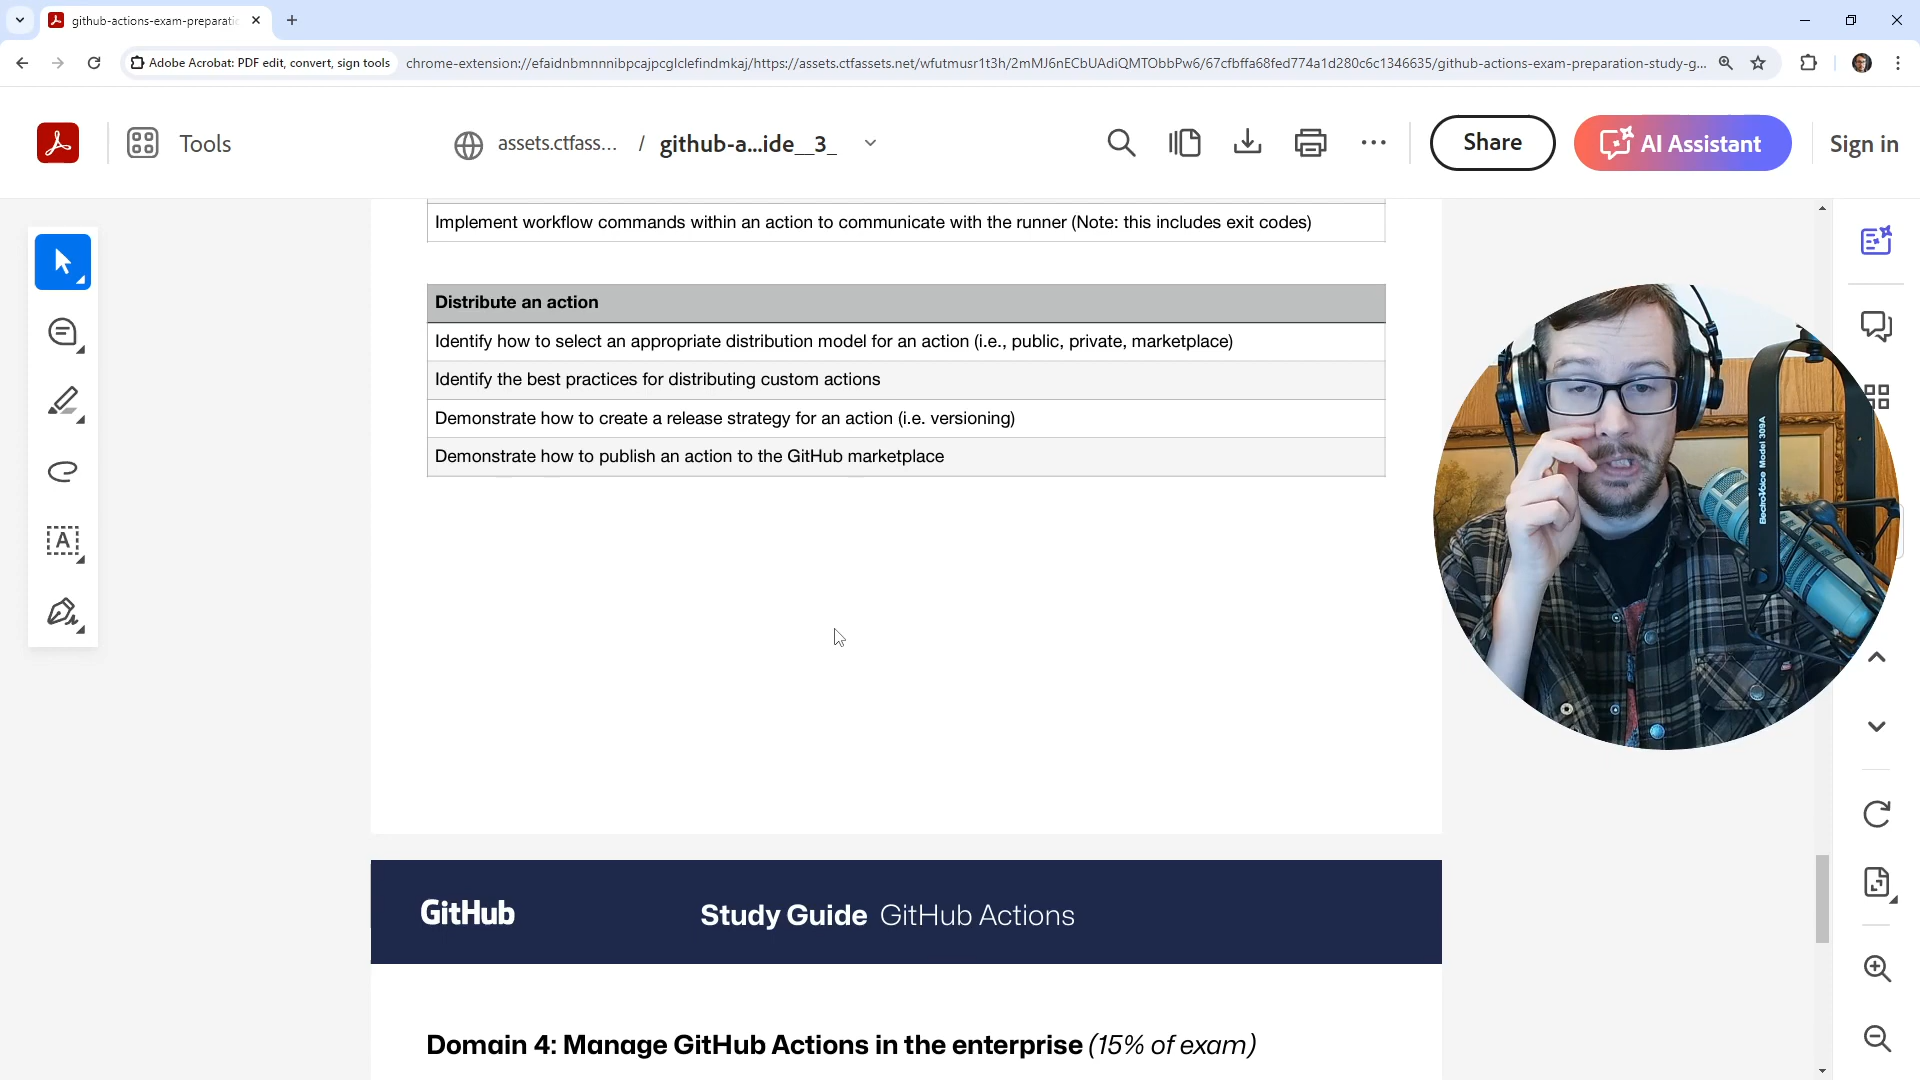 github-actions-exam-preparatic
Adobe Acrobat: PDF edit, convert, sign tools
chrome-extension://efaidnbmnnnibpcajpcglclefindmkaj/https://assets.ctfassets.net/wfutmusr1t3h/2mMJ6nECbUAdiQMTObbPw6/67cfbffa68fed774a1d280c6c1346635/github-actions-exam-preparation-study-g...
Tools
assets.ctfass... / github-a...ide__3_
Share
AI Assistant
Sign in
Implement workflow commands within an action to communicate with the runner (Note: this includes exit codes)
Distribute an action
Identify how to select an appropriate distribution model for an action (i.e., public, private, marketplace)
Identify the best practices for distributing custom actions
Demonstrate how to create a release strategy for an action (i.e. versioning)
Demonstrate how to publish an action to the GitHub marketplace
ElectroVoice Model 309A
GitHub
Study Guide GitHub Actions
Domain 4: Manage GitHub Actions in the enterprise (15% of exam)